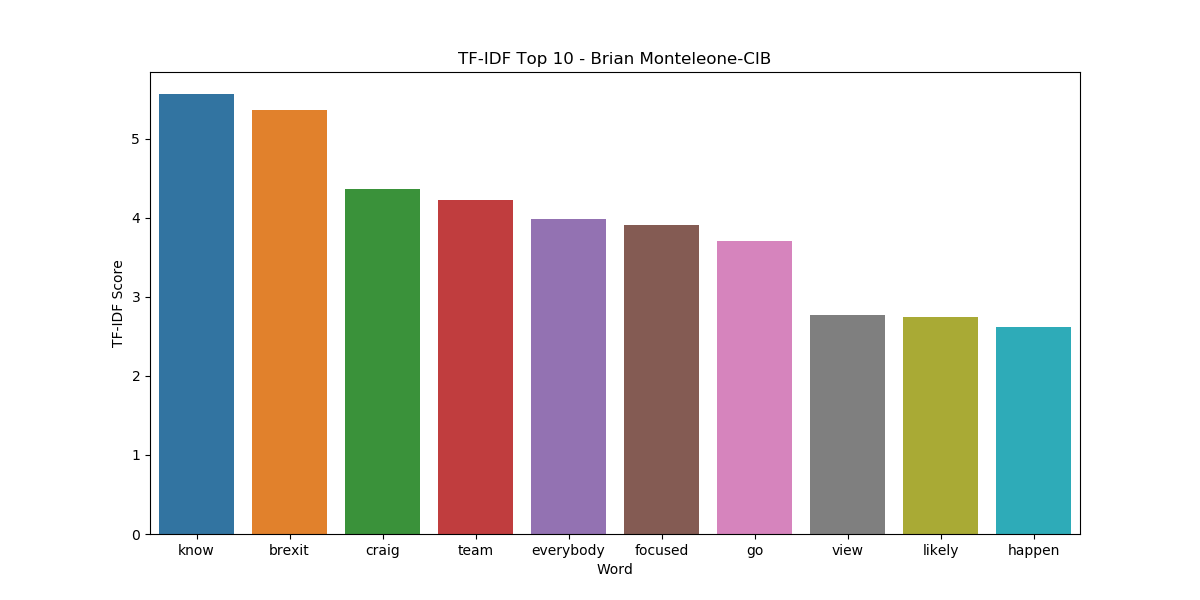 TF-IDF Top 10 - Brian Monteleone-CIB
TF-IDF Score
5
4
3
2
1
0
know brexit craig team everybody focused go view likely happen
Word